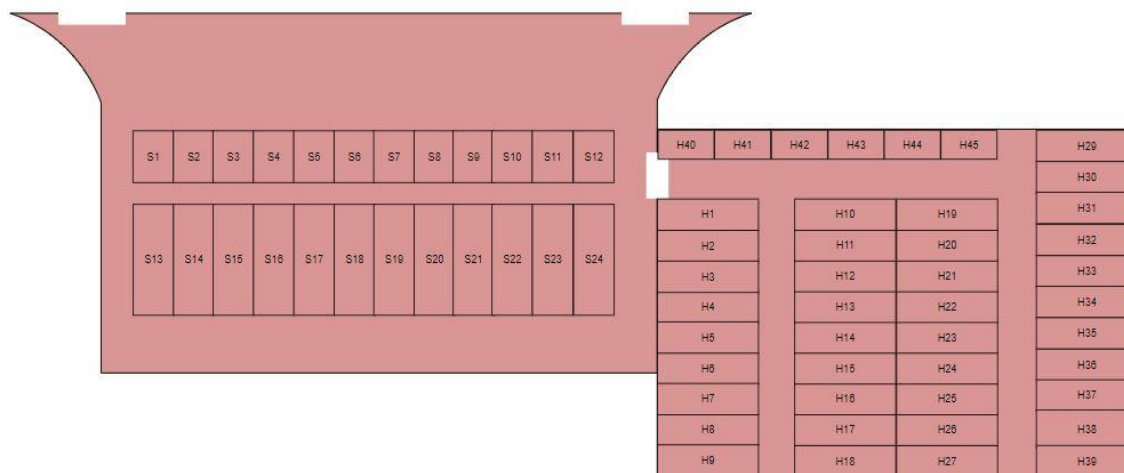 S1 S2 S3 S4 S5 S6 S7 S8 S9 S10 S11 S12
S13 S14 S15 S16 S17 S18 S19 S20 S21 S22 S23 S24
H40 H41 H42 H43 H44 H45 H29
H30
H1 H10 H19 H31
H2 H11 H20 H32
H3 H12 H21 H33
H4 H13 H22 H34
H5 H14 H23 H35
H6 H15 H24 H36
H7 H16 H25 H37
H8 H17 H26 H38
H9 H18 H27 H39